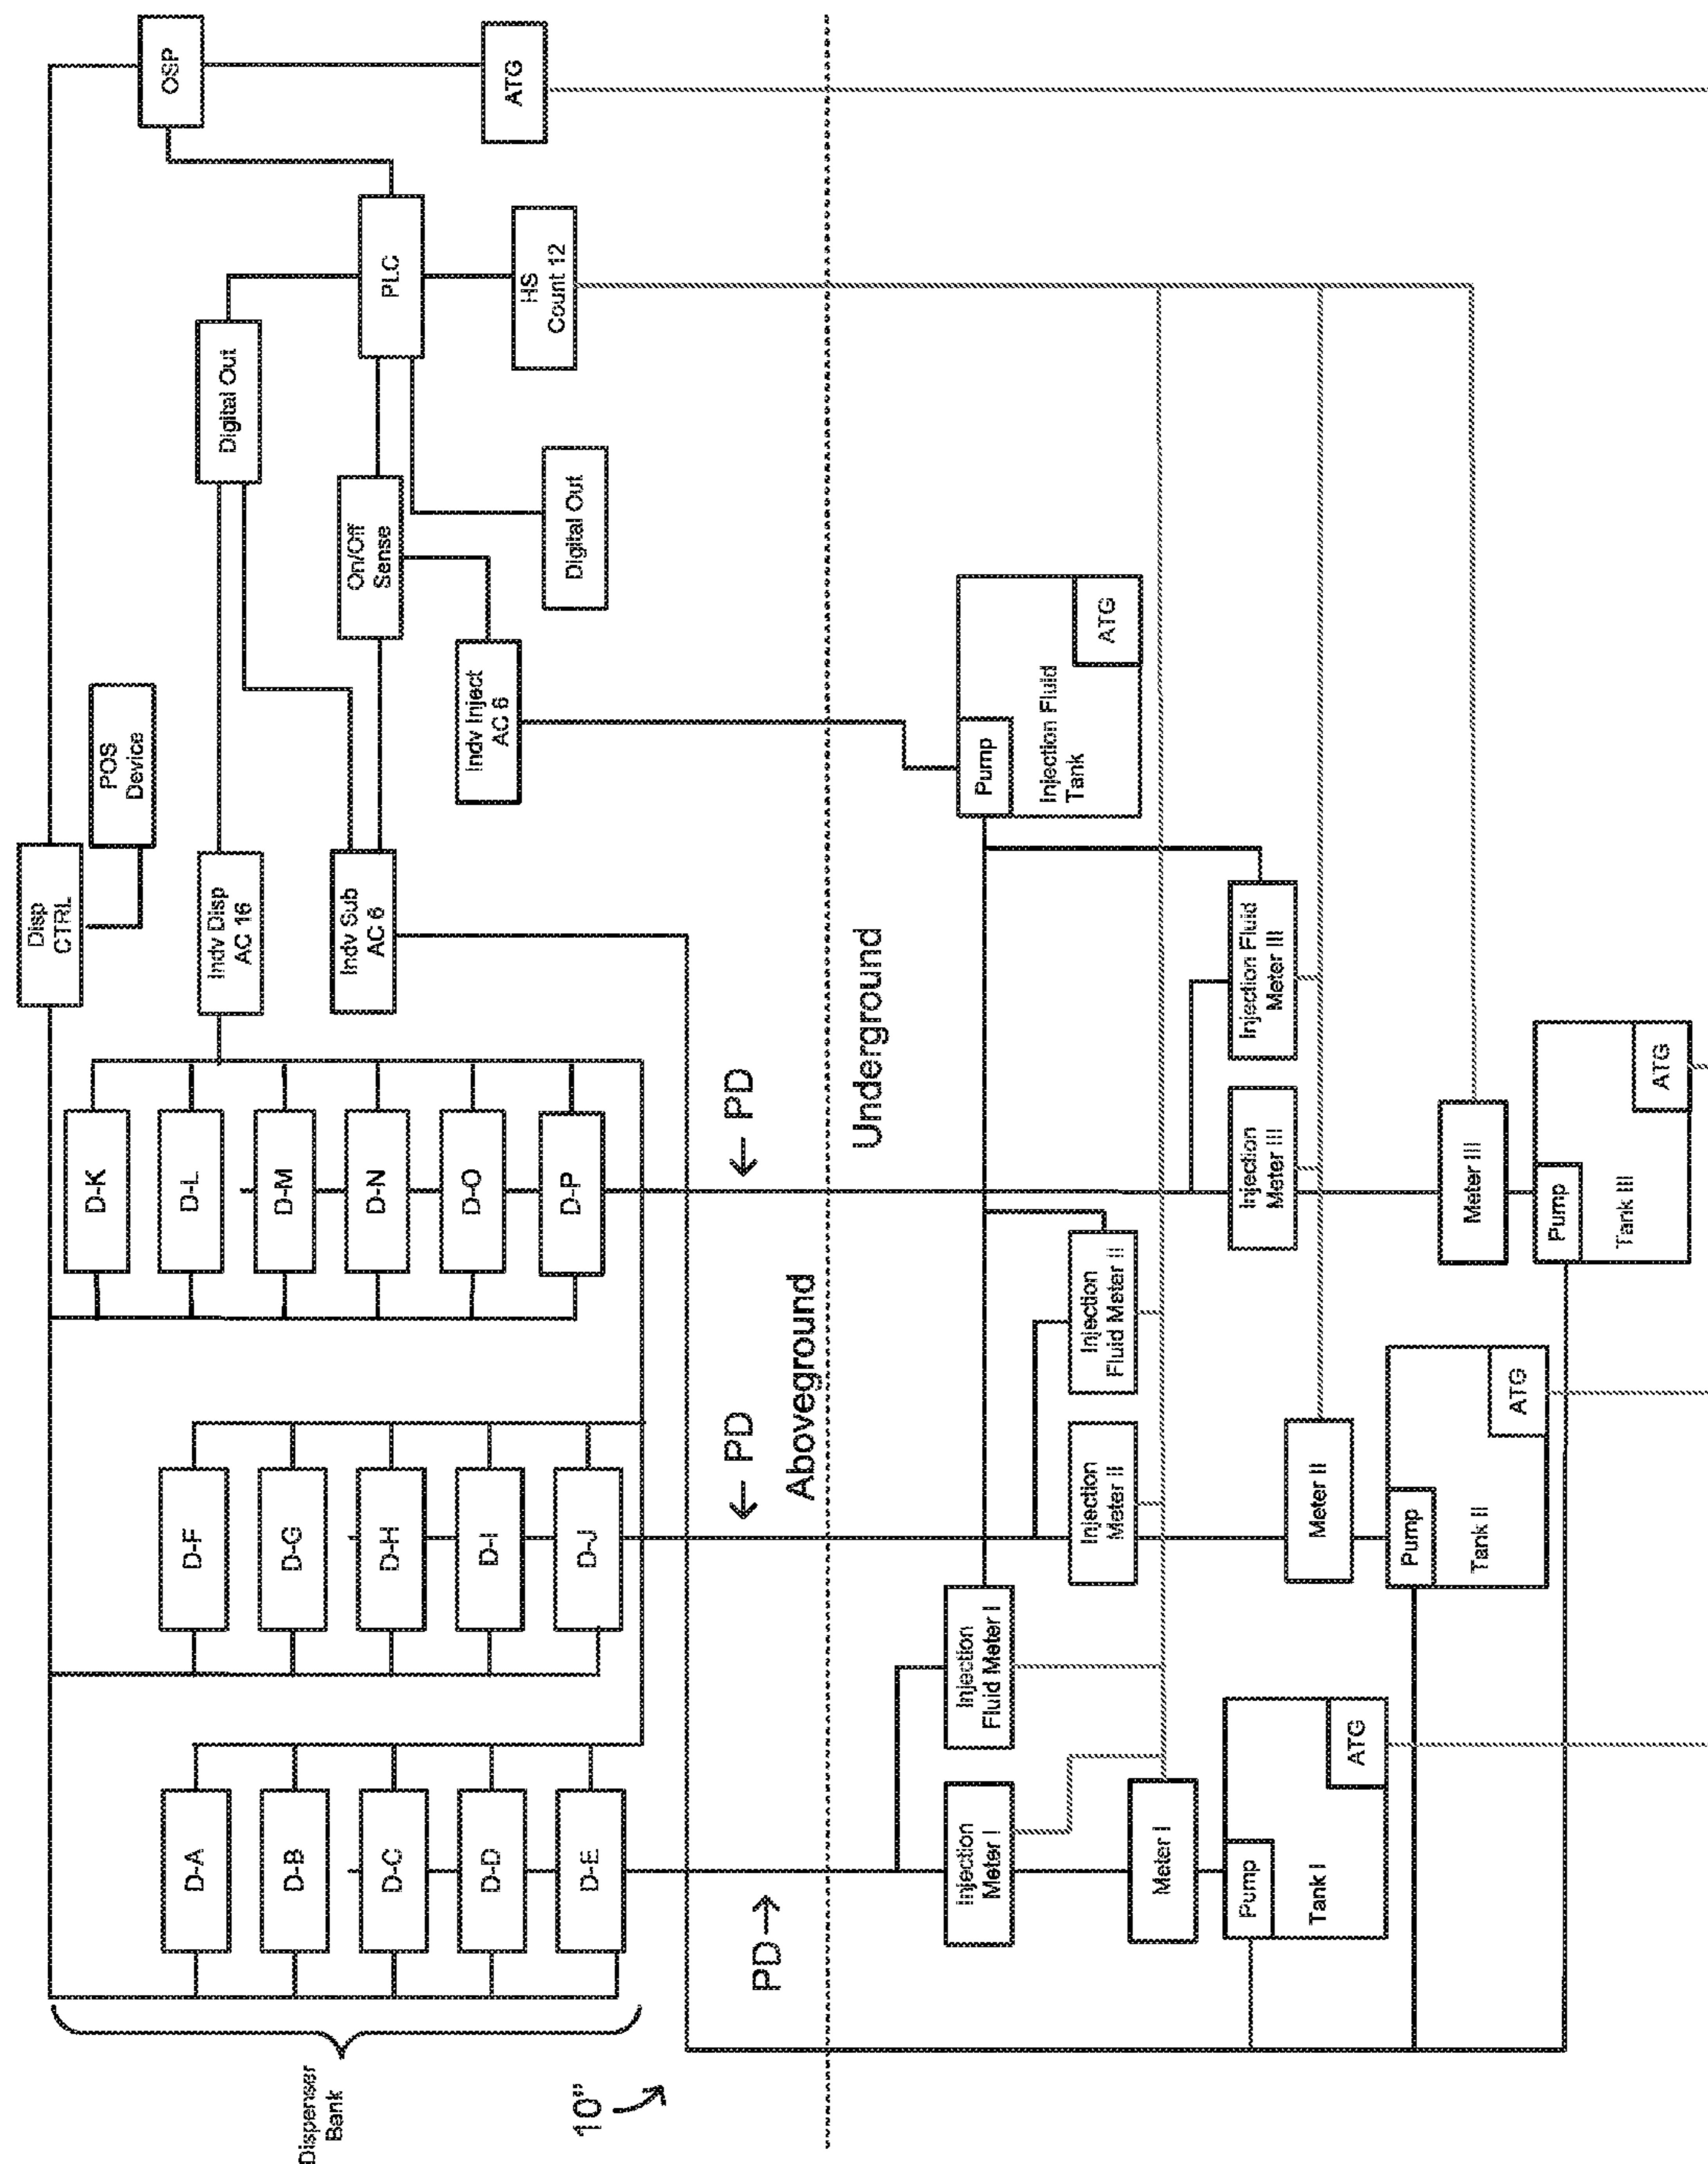 Dispenser
Bank
10”
D-A
D-B
D-C
D-D
D-E
D-F
D-G
D-H
D-I
D-J
D-K
D-L
D-M
D-N
D-O
D-P
Disp
CTRL
POS
Device
Indv Disp
AC 16
Indv Sub
AC 6
Indv Inject
AC 6
On/Off
Sense
Digital Out
Digital Out
PLC
HS
Count 12
OSP
ATG
PD→
← PD
← PD
Aboveground
Underground
Injection
Meter I
Injection
Fluid Meter I
Meter I
Pump
Tank I
ATG
Injection
Meter II
Injection
Fluid Meter II
Meter II
Pump
Tank II
ATG
Injection
Meter III
Injection Fluid
Meter III
Meter III
Pump
Tank III
ATG
Pump
Injection Fluid
Tank
ATG